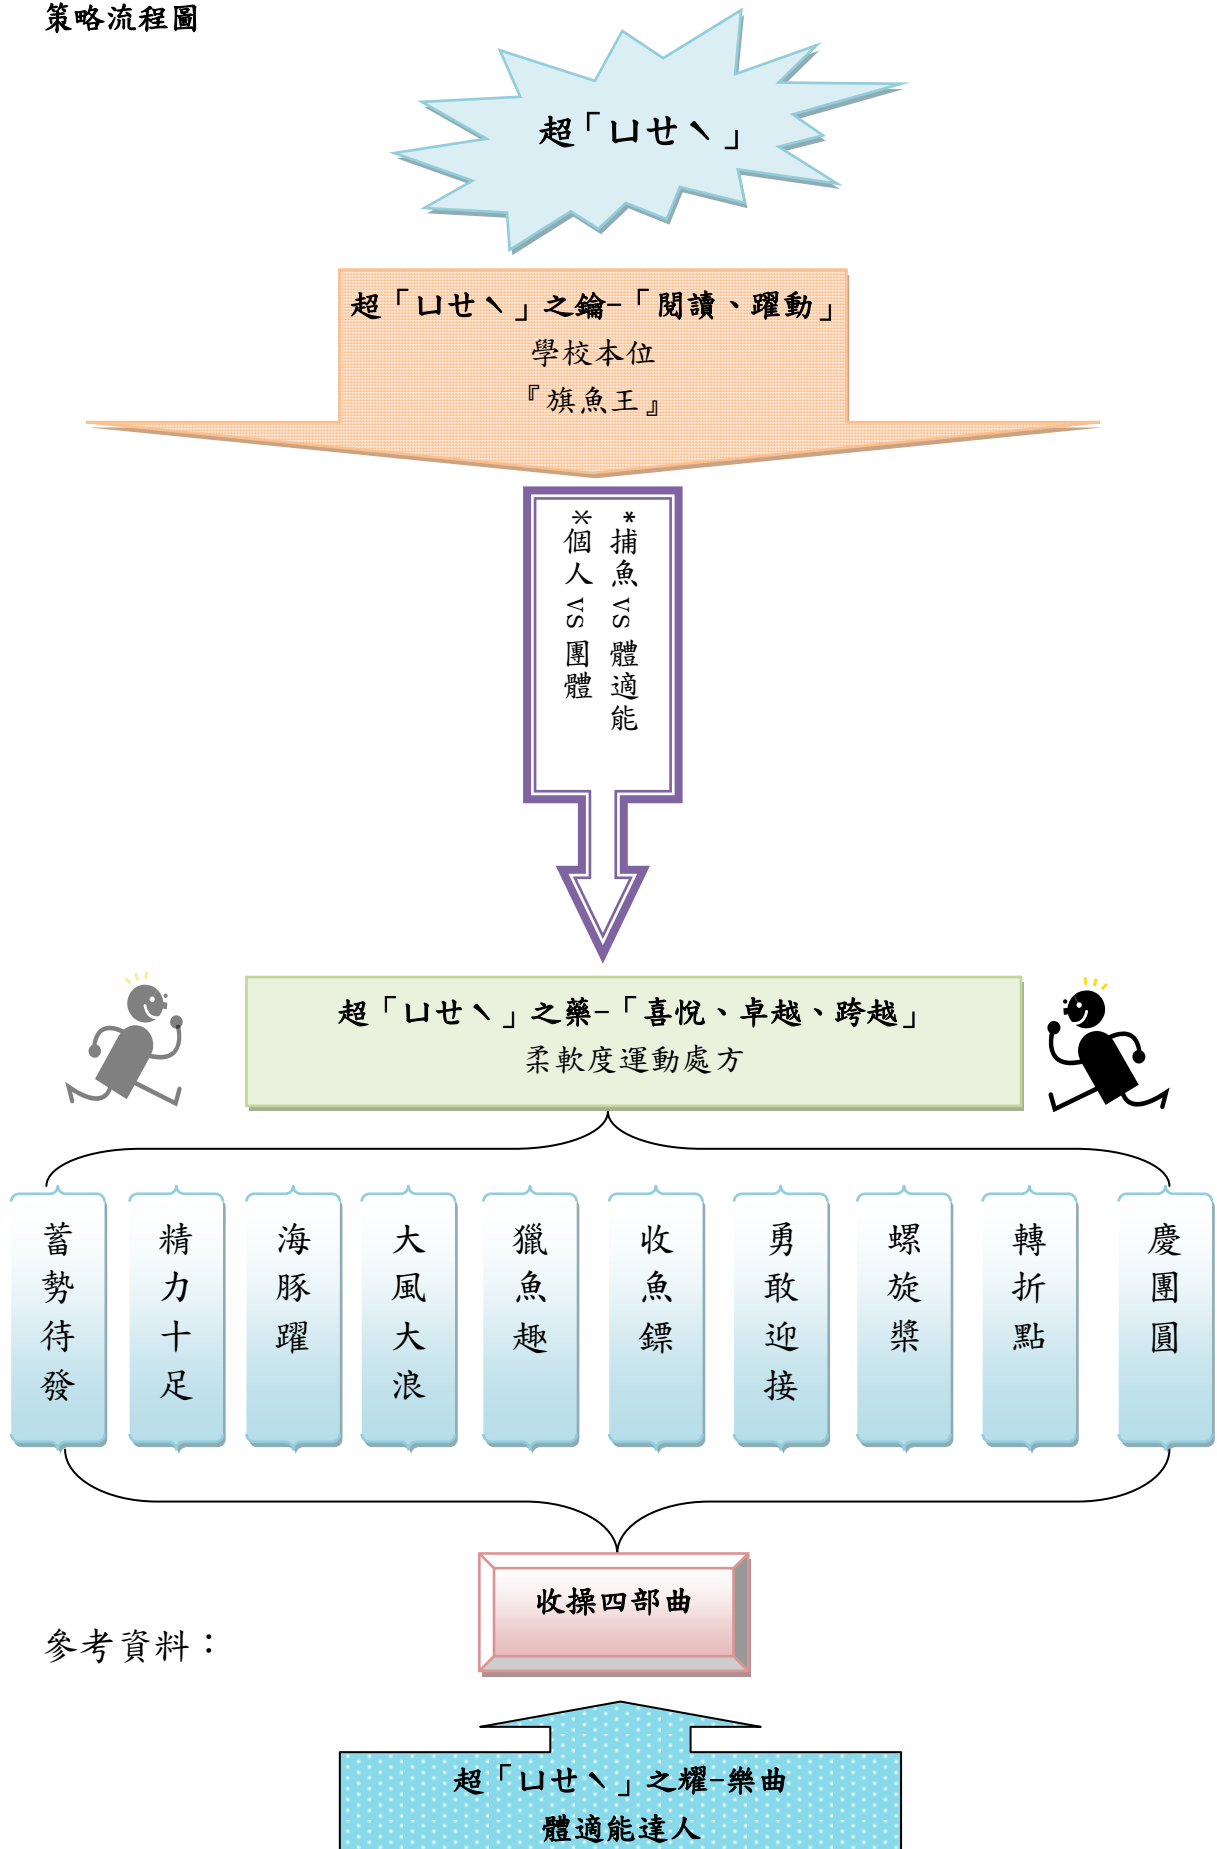 策略流程圖
超「ㄩせㄟ」
超「ㄩせㄟ」之鑰-「閱讀、躍動」
學校本位
『旗魚王』
*捕魚 VS 體適能
※個人 VS 團體
超「ㄩせㄟ」之藥-「喜悅、卓越、跨越」
柔軟度運動處方
蓄勢待發
精力十足
海豚躍
大風大浪
獵魚趣
收魚鏢
勇敢迎接
螺旋槳
轉折點
慶團圓
收操四部曲
參考資料：
超「ㄩせㄟ」之耀-樂曲
體適能達人